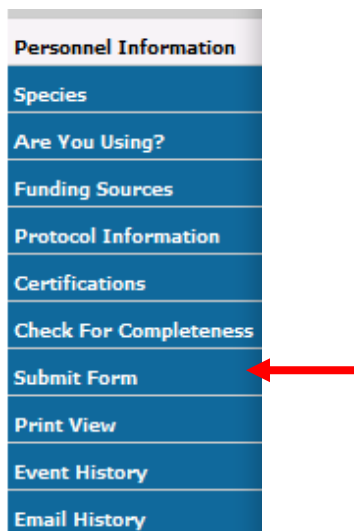 Personnel Information
Species
Are You Using?
Funding Sources
Protocol Information
Certifications
Check For Completeness
Submit Form
Print View
Event History
Email History